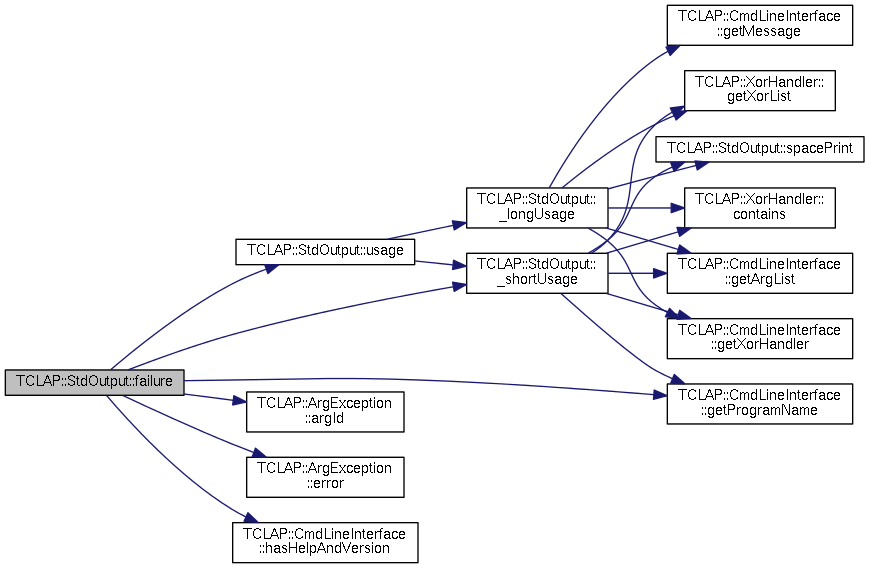 TCLAP::CmdLineInterface
::getMessage
TCLAP::XorHandler::
getXorList
TCLAP::StdOutput::spacePrint
TCLAP::StdOutput::
_longUsage
TCLAP::XorHandler::
contains
TCLAP::StdOutput::usage
TCLAP::StdOutput::
_shortUsage
TCLAP::CmdLineInterface
::getArgList
TCLAP::CmdLineInterface
::getXorHandler
TCLAP::StdOutput::failure
TCLAP::ArgException
::argId
TCLAP::CmdLineInterface
::getProgramName
TCLAP::ArgException
::error
TCLAP::CmdLineInterface
::hasHelpAndVersion